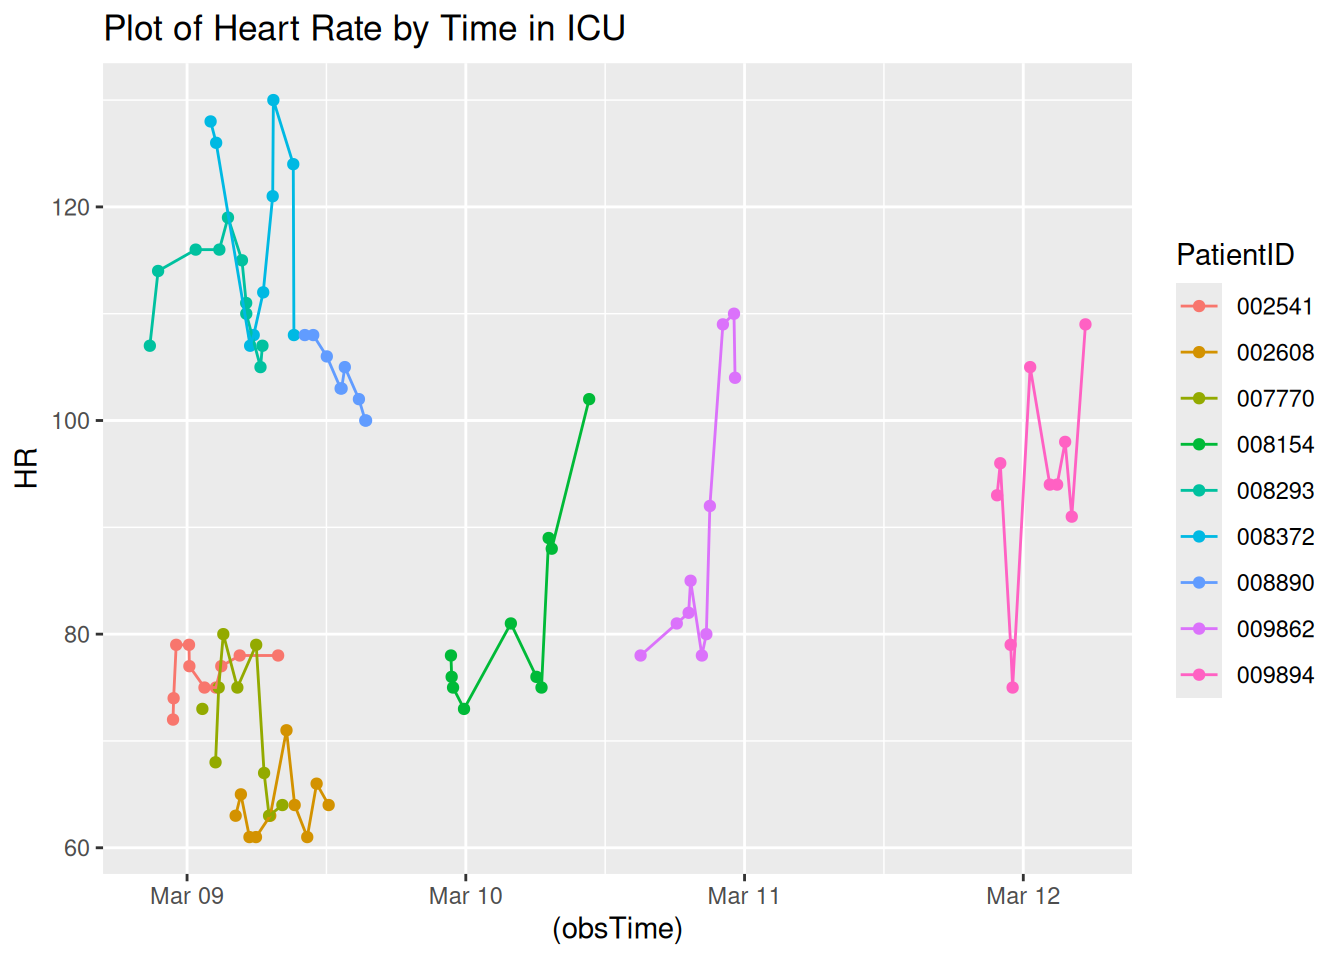 Plot of Heart Rate by Time in ICU
120
100
80
60
HR
Mar 09
Mar 10
Mar 11
Mar 12
(obsTime)
PatientID
002541
002608
007770
008154
008293
008372
008890
009862
009894